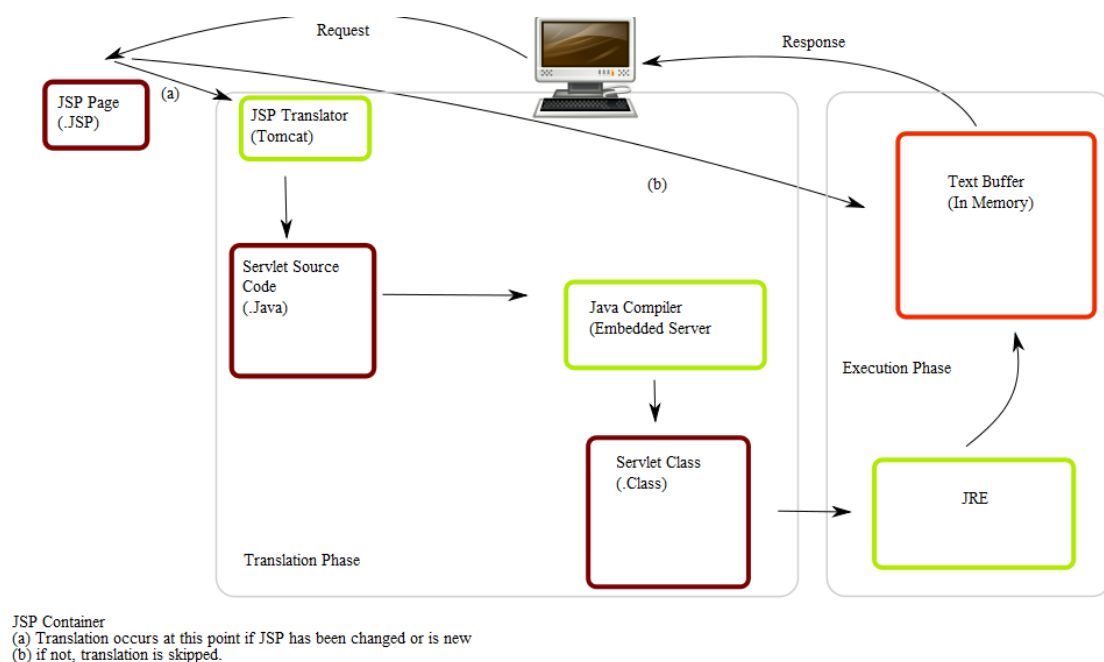 Request
Response
JSP Page
(.JSP)
(a)
JSP Translator
(Tomcat)
(b)
Text Buffer
(In Memory)
Servlet Source
Code
(.Java)
Java Compiler
(Embedded Server
Execution Phase
Servlet Class
(.Class)
JRE
Translation Phase
JSP Container
(a) Translation occurs at this point if JSP has been changed or is new
(b) if not, translation is skipped.